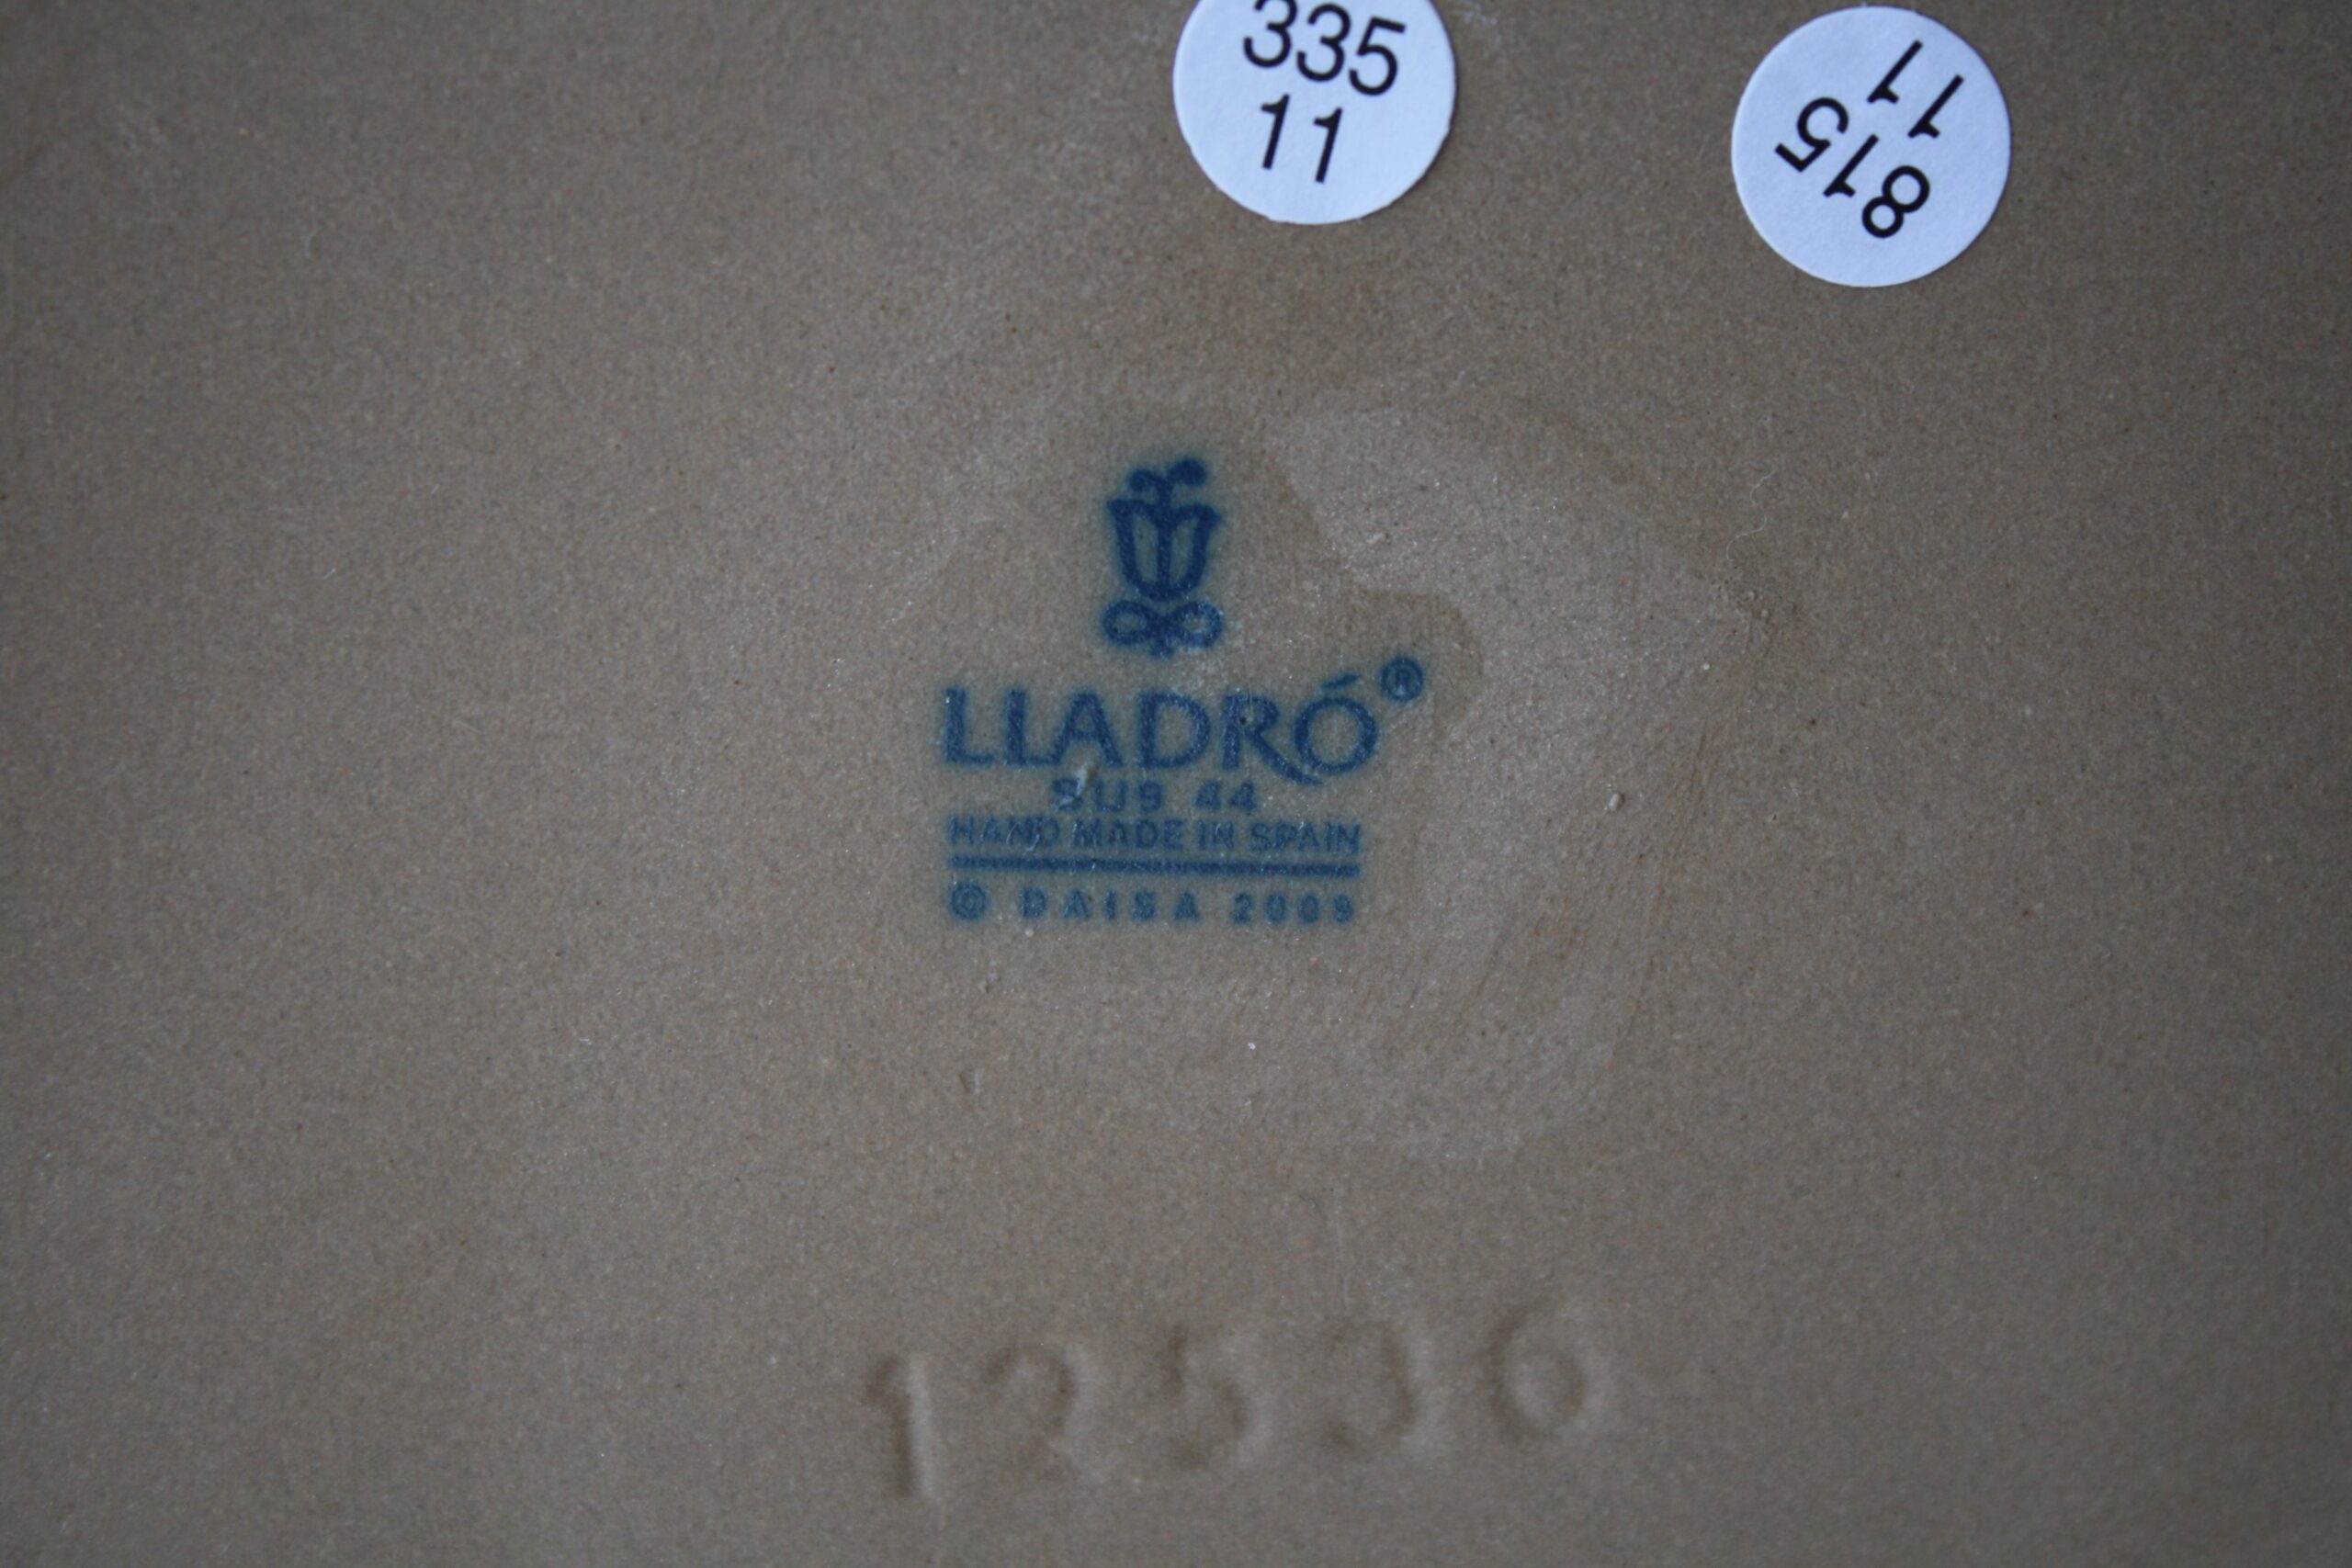 335
11
815
11
LLADRÓ®
SU9 44
HAND MADE IN SPAIN
© DAISA 2009
12536